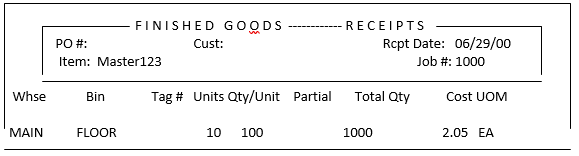 FINISHED GOODS ----------- RECEIPTS
PO #: Cust: Rcpt Date: 06/29/00
Item: Master123 Job #: 1000
Whse Bin Tag # Units Qty/Unit Partial Total Qty Cost UOM
MAIN FLOOR 10 100 1000 2.05 EA